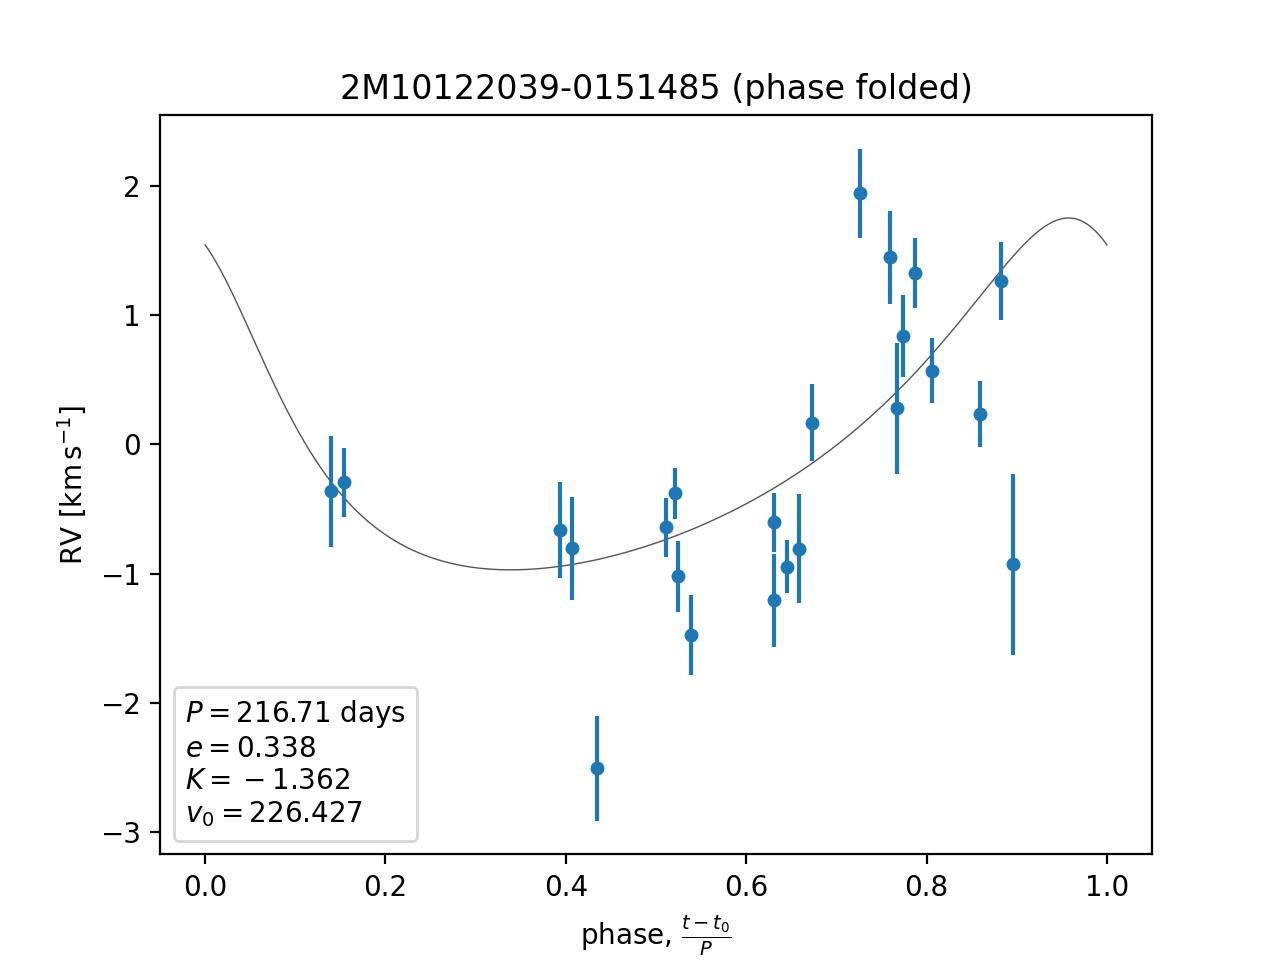 2M10122039-0151485 (phase folded)
RV [km s⁻¹]
2
1
0
−1
−2
−3
P = 216.71 days
e = 0.338
K = −1.362
v₀ = 226.427
0.0 0.2 0.4 0.6 0.8 1.0
phase, (t − t₀)/P